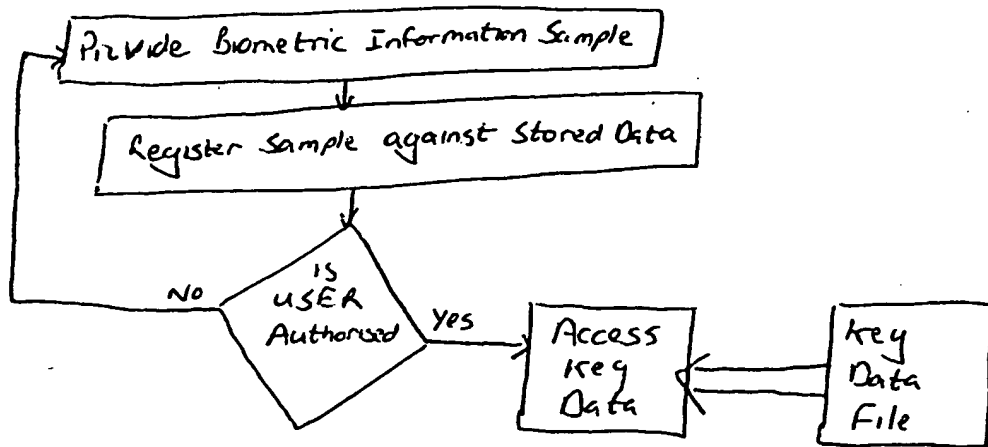 Provide Biometric Information Sample
Register Sample against Stored Data
Is
USER
Authorised
No
Yes
Access
Key
Data
Key
Data
File